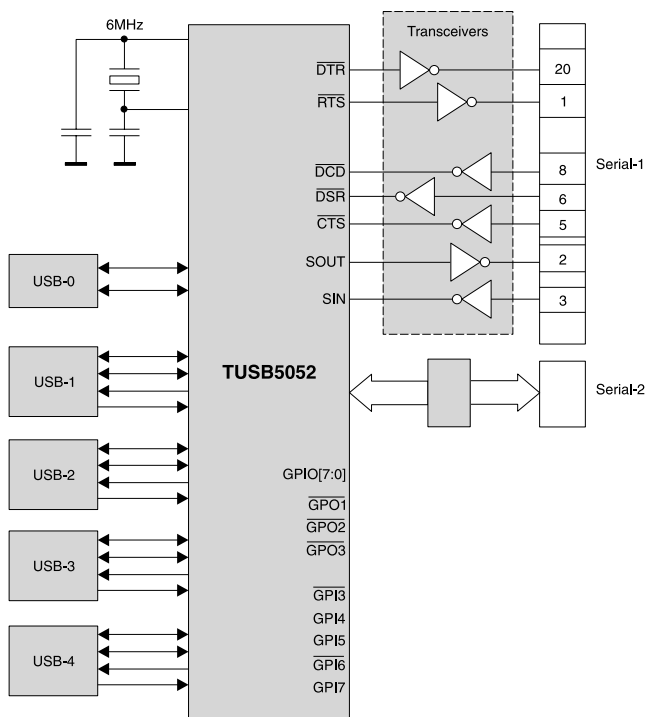 6MHz
Transceivers
DTR
20
RTS
1
DCD
8
Serial-1
DSR
6
CTS
5
SOUT
2
SIN
3
USB-0
USB-1
TUSB5052
Serial-2
USB-2
GPIO[7:0]
GPO1
GPO2
GPO3
USB-3
GPI3
GPI4
GPI5
USB-4
GPI6
GPI7